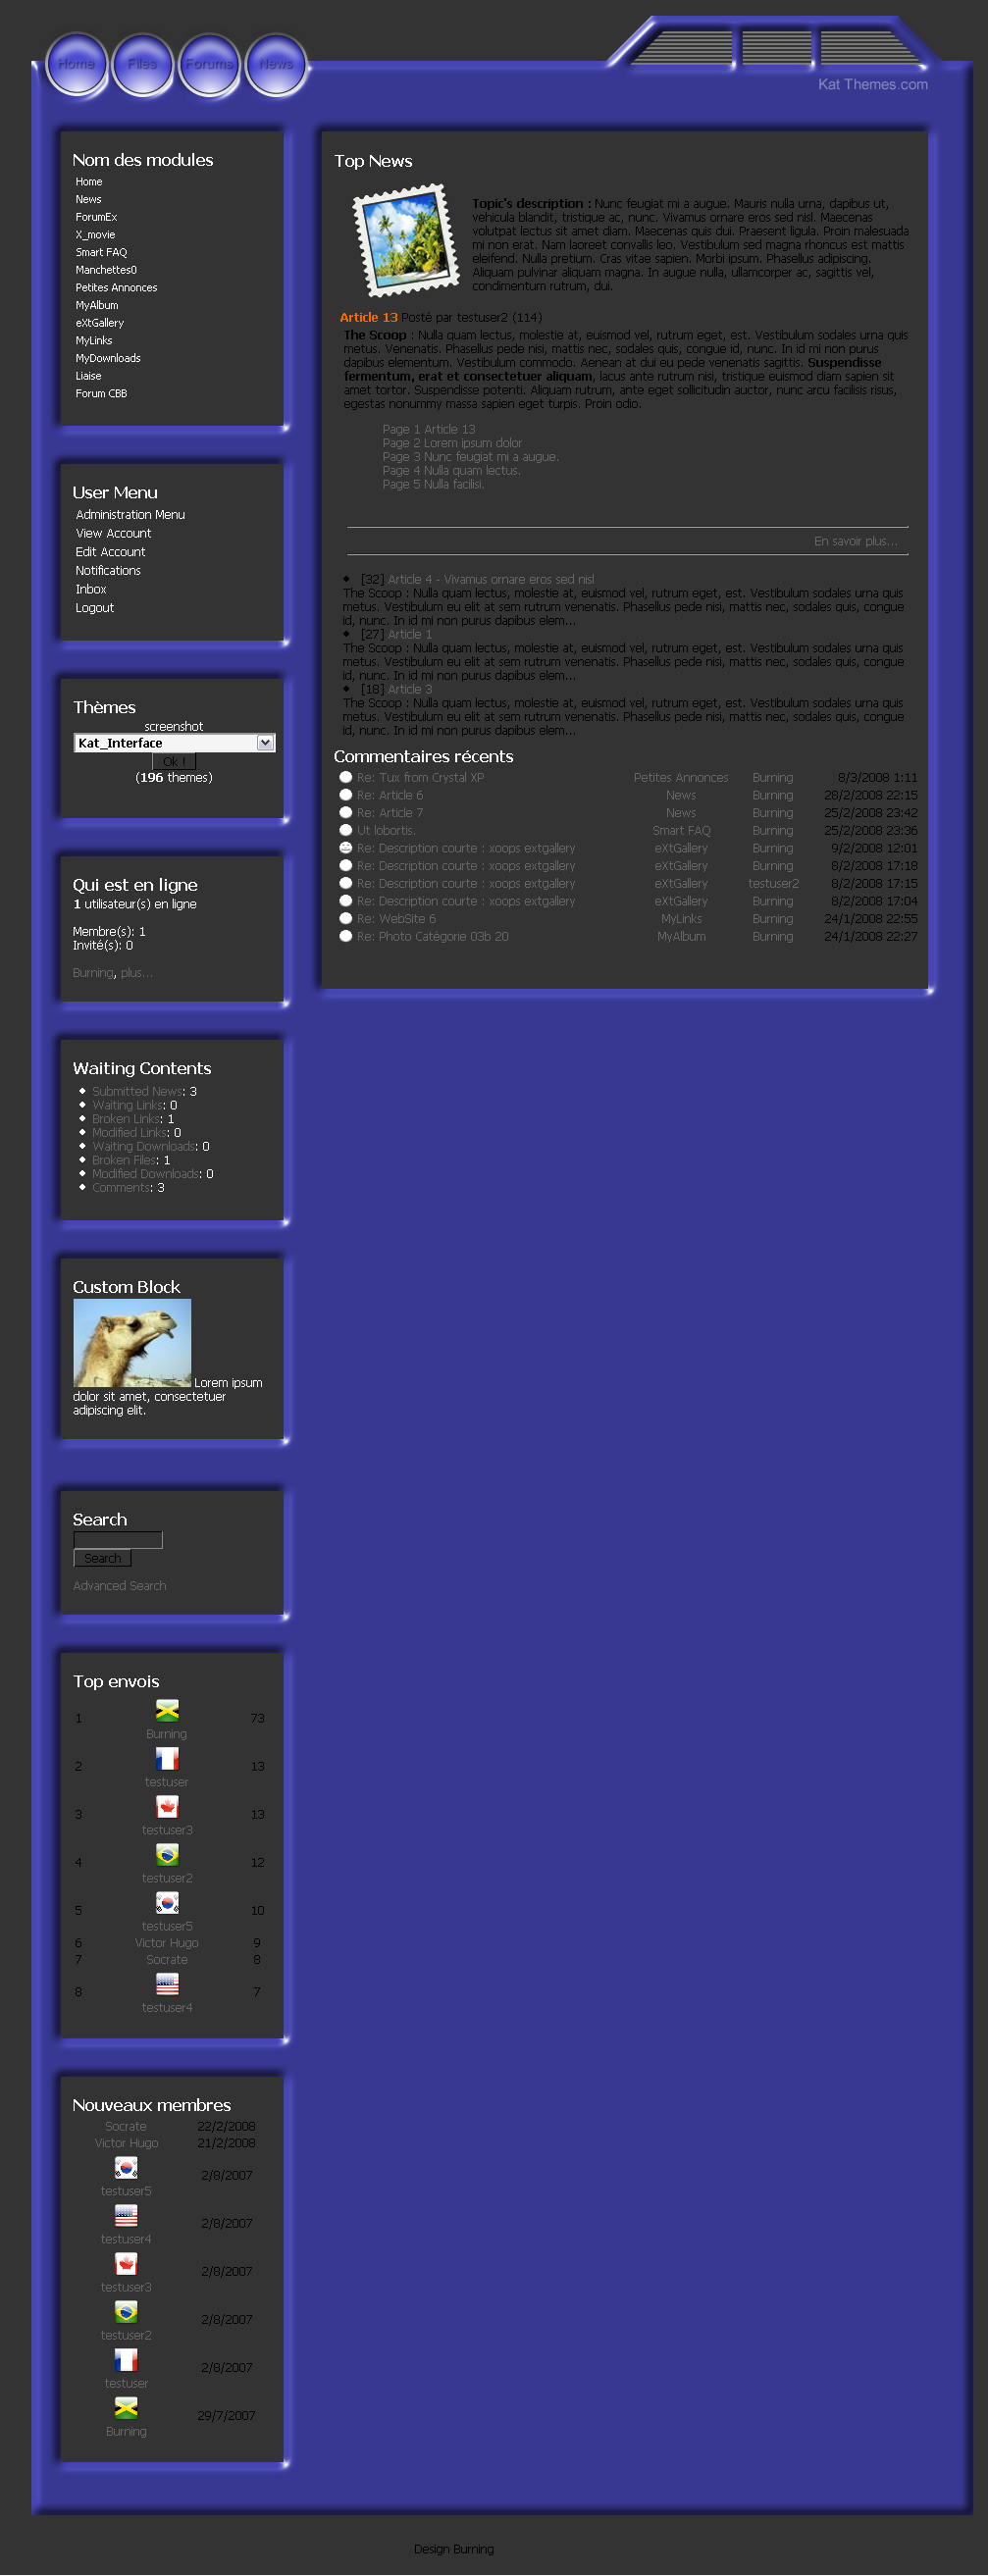 Home Files Forums News
Kat Themes.com
Nom des modules
Home
News
ForumEx
X_movie
Smart FAQ
Manchettes0
Petites Annonces
MyAlbum
eXtGallery
MyLinks
MyDownloads
Liaise
Forum CBB
User Menu
Administration Menu
View Account
Edit Account
Notifications
Inbox
Logout
Thèmes
screenshot
Kat_Interface
Ok !
(196 themes)
Qui est en ligne
1 utilisateur(s) en ligne
Membre(s): 1
Invité(s): 0
Burning, plus...
Waiting Contents
Submitted News: 3
Waiting Links: 0
Broken Links: 1
Modified Links: 0
Waiting Downloads: 0
Broken Files: 1
Modified Downloads: 0
Comments: 3
Custom Block
Lorem ipsum
dolor sit amet, consectetuer
adipiscing elit.
Search
Search
Advanced Search
Top envois
1 Burning 73
2 testuser 13
3 testuser3 13
4 testuser2 12
5 testuser5 10
6 Victor Hugo 9
7 Socrate 8
8 testuser4 7
Nouveaux membres
Socrate 22/2/2008
Victor Hugo 21/2/2008
testuser5 2/8/2007
testuser4 2/8/2007
testuser3 2/8/2007
testuser2 2/8/2007
testuser 2/8/2007
Burning 29/7/2007
Top News
Topic's description : Nunc feugiat mi a augue. Mauris nulla urna, dapibus ut,
vehicula blandit, tristique ac, nunc. Vivamus ornare eros sed nisl. Maecenas
volutpat lectus sit amet diam. Maecenas quis dui. Praesent ligula. Proin malesuada
mi non erat. Nam laoreet convallis leo. Vestibulum sed magna rhoncus est mattis
eleifend. Nulla pretium. Cras vitae sapien. Morbi ipsum. Phasellus adipiscing.
Aliquam pulvinar aliquam magna. In augue nulla, ullamcorper ac, sagittis vel,
condimentum rutrum, dui.
Article 13 Posté par testuser2 (114)
The Scoop : Nulla quam lectus, molestie at, euismod vel, rutrum eget, est. Vestibulum sodales urna quis
metus. Venenatis. Phasellus pede nisi, mattis nec, sodales quis, congue id, nunc. In id mi non purus
dapibus elementum. Vestibulum commodo. Aenean at dui eu pede venenatis sagittis. Suspendisse
fermentum, erat et consectetuer aliquam, lacus ante rutrum nisi, tristique euismod diam sapien sit
amet tortor. Suspendisse potenti. Aliquam rutrum, ante eget sollicitudin auctor, nunc arcu facilisis risus,
egestas nonummy massa sapien eget turpis. Proin odio.
Page 1 Article 13
Page 2 Lorem ipsum dolor
Page 3 Nunc feugiat mi a augue.
Page 4 Nulla quam lectus.
Page 5 Nulla facilisi.
En savoir plus...
[32] Article 4 - Vivamus ornare eros sed nisl
The Scoop : Nulla quam lectus, molestie at, euismod vel, rutrum eget, est. Vestibulum sodales urna quis
metus. Vestibulum eu elit at sem rutrum venenatis. Phasellus pede nisi, mattis nec, sodales quis, congue
id, nunc. In id mi non purus dapibus elem...
[27] Article 1
The Scoop : Nulla quam lectus, molestie at, euismod vel, rutrum eget, est. Vestibulum sodales urna quis
metus. Vestibulum eu elit at sem rutrum venenatis. Phasellus pede nisi, mattis nec, sodales quis, congue
id, nunc. In id mi non purus dapibus elem...
[18] Article 3
The Scoop : Nulla quam lectus, molestie at, euismod vel, rutrum eget, est. Vestibulum sodales urna quis
metus. Vestibulum eu elit at sem rutrum venenatis. Phasellus pede nisi, mattis nec, sodales quis, congue
id, nunc. In id mi non purus dapibus elem...
Commentaires récents
Re: Tux from Crystal XP Petites Annonces Burning 8/3/2008 1:11
Re: Article 6 News Burning 28/2/2008 22:15
Re: Article 7 News Burning 25/2/2008 23:42
Ut lobortis. Smart FAQ Burning 25/2/2008 23:36
Re: Description courte : xoops extgallery eXtGallery Burning 9/2/2008 12:01
Re: Description courte : xoops extgallery eXtGallery Burning 8/2/2008 17:18
Re: Description courte : xoops extgallery eXtGallery testuser2 8/2/2008 17:15
Re: Description courte : xoops extgallery eXtGallery Burning 8/2/2008 17:04
Re: WebSite 6 MyLinks Burning 24/1/2008 22:55
Re: Photo Catégorie 03b 20 MyAlbum Burning 24/1/2008 22:27
Design Burning